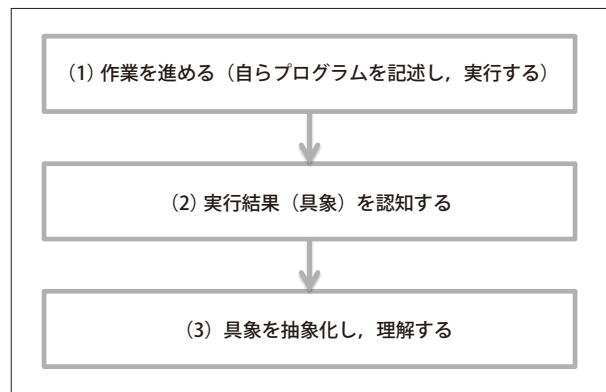 (1) 作業を進める（自らプログラムを記述し，実行する）
(2) 実行結果（具象）を認知する
(3) 具象を抽象化し，理解する